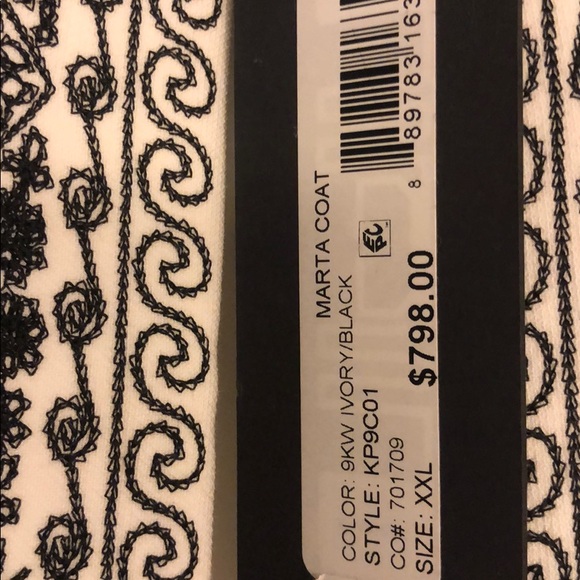 8 89783 163
MARTA COAT
COLOR: 9KW IVORY/BLACK
STYLE: KP9C01
CO#: 701709
$798.00
SIZE: XXL